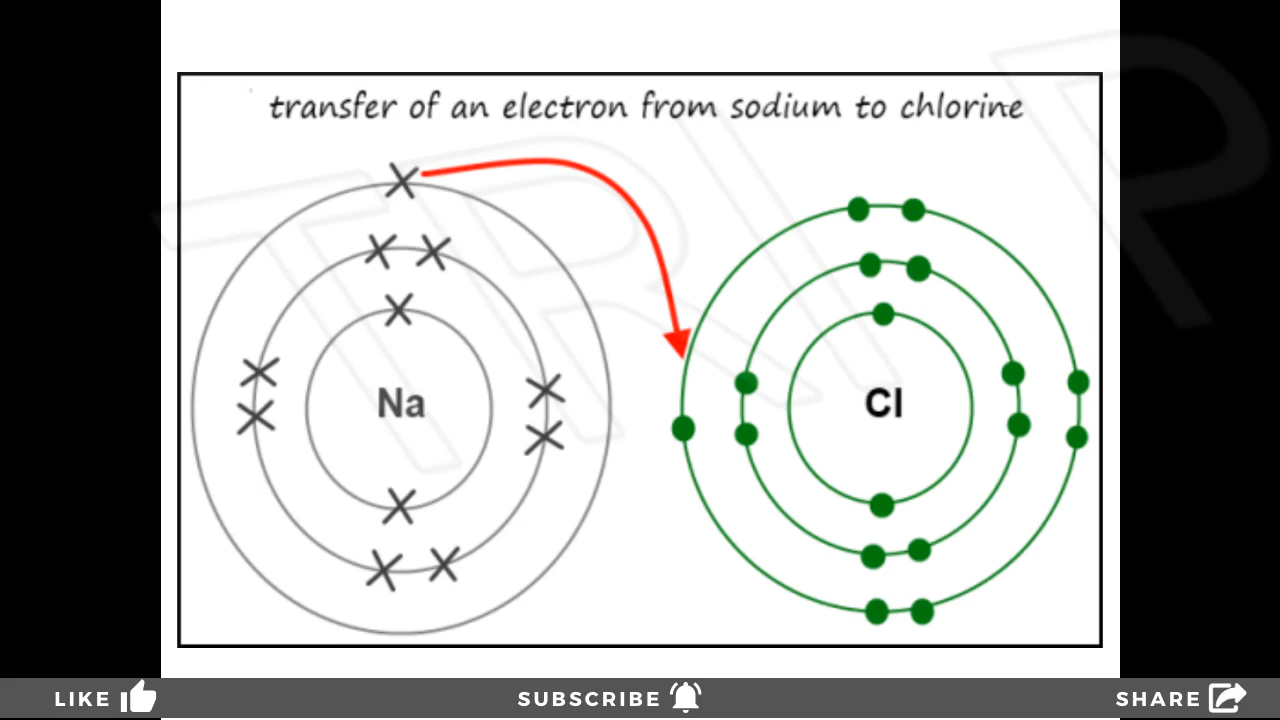 transfer of an electron from sodium to chlorine
Na
Cl
LIKE
SUBSCRIBE
SHARE